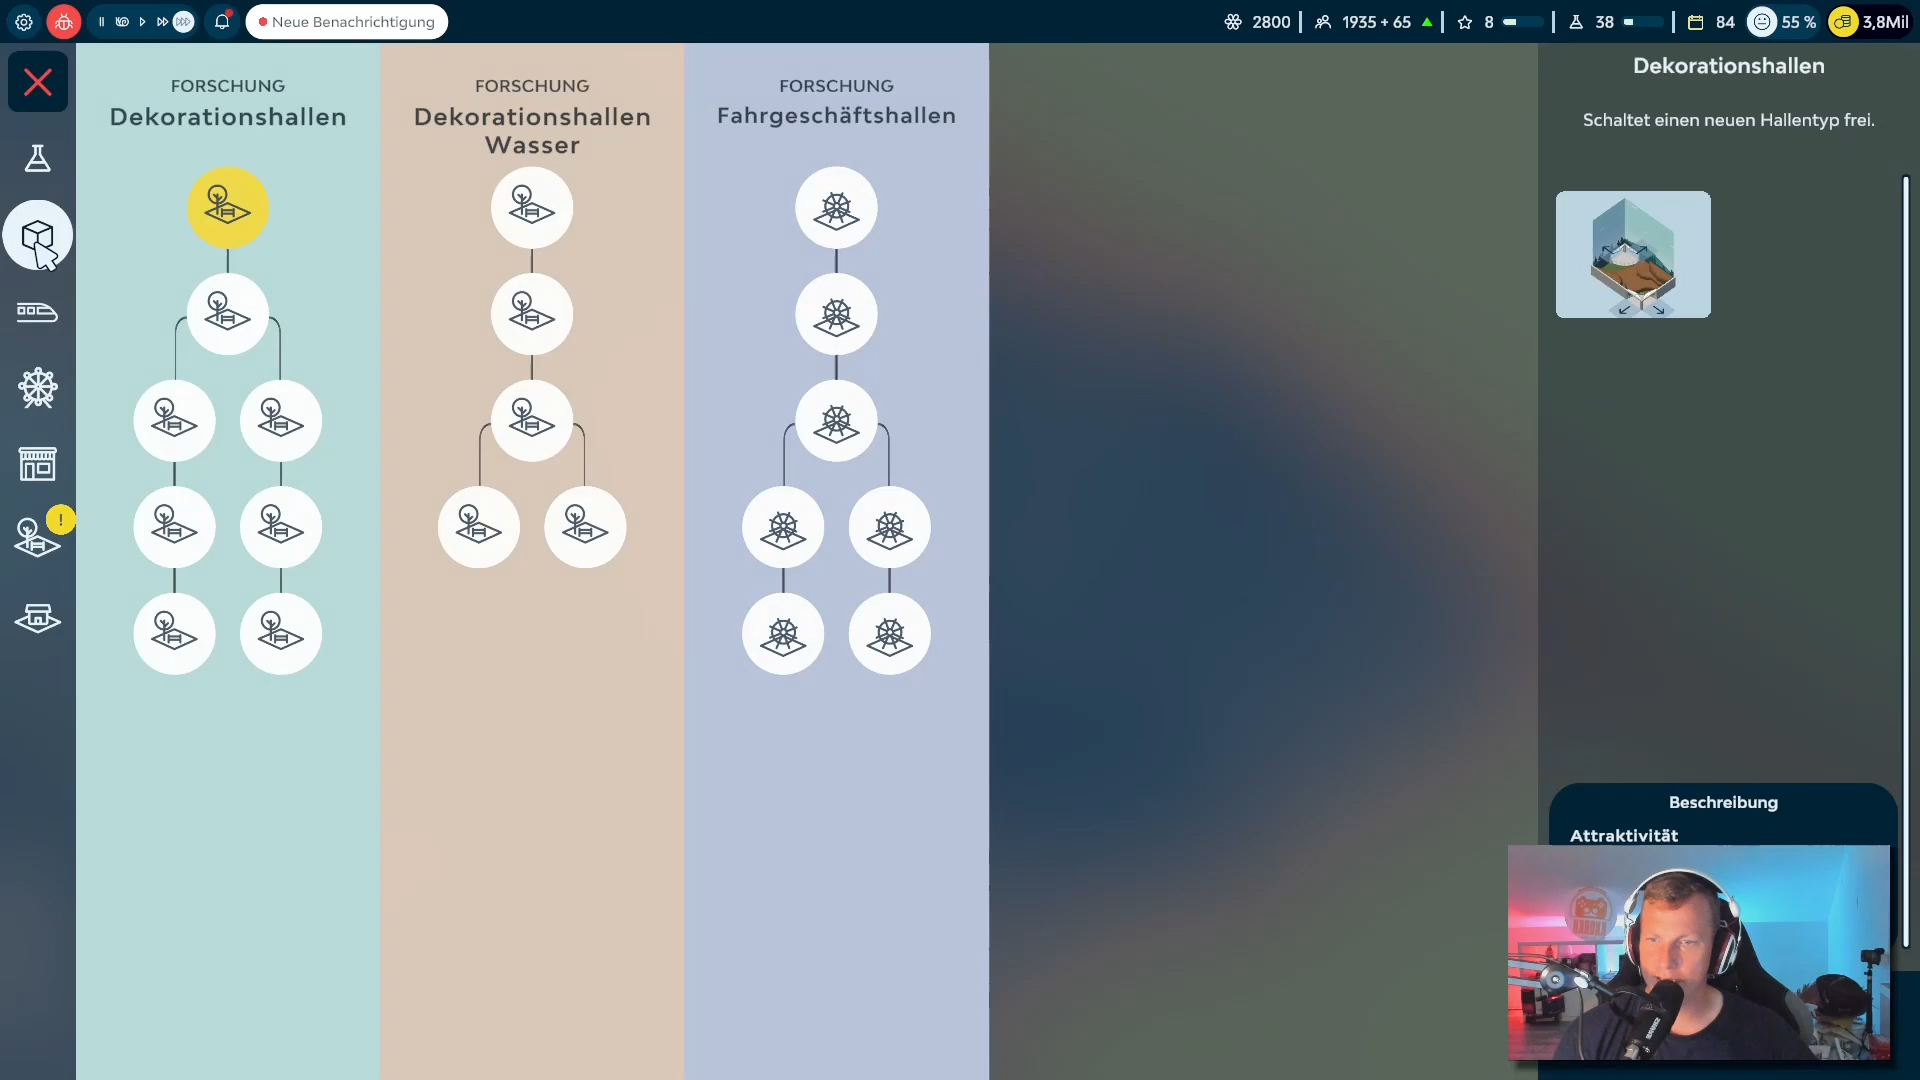 Neue Benachrichtigung
2800
1935 + 65
8
38
84
55 %
3,8Mil
FORSCHUNG
Dekorationshallen
FORSCHUNG
Dekorationshallen
Wasser
FORSCHUNG
Fahrgeschäftshallen
!
Dekorationshallen
Schaltet einen neuen Hallentyp frei.
Beschreibung
Attraktivität